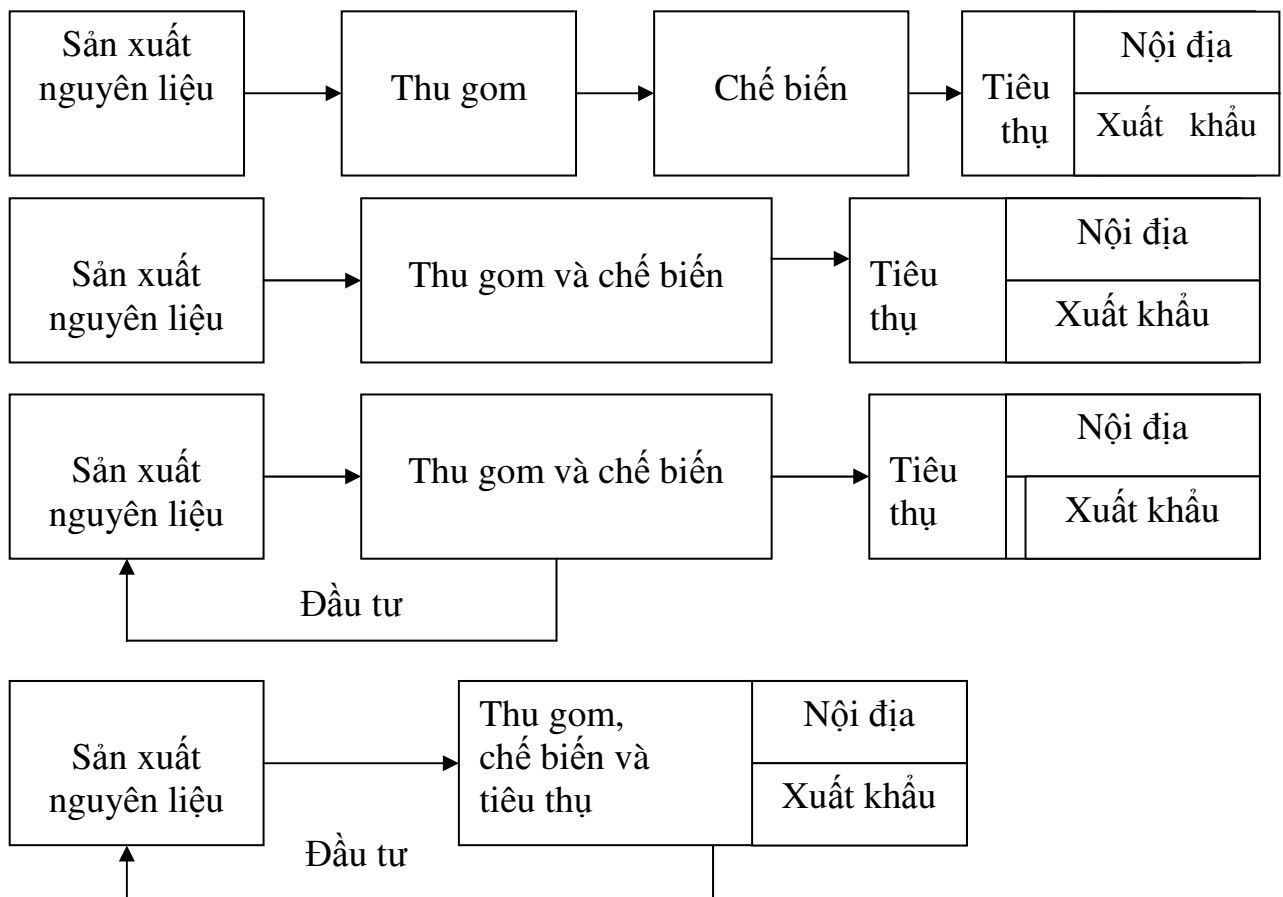 Sản xuất
nguyên liệu
Thu gom
Chế biến
Tiêu
thụ
Nội địa
Xuất khẩu
Sản xuất
nguyên liệu
Thu gom và chế biến
Tiêu
thụ
Nội địa
Xuất khẩu
Sản xuất
nguyên liệu
Thu gom và chế biến
Tiêu
thụ
Nội địa
Xuất khẩu
Đầu tư
Sản xuất
nguyên liệu
Thu gom,
chế biến và
tiêu thụ
Nội địa
Xuất khẩu
Đầu tư